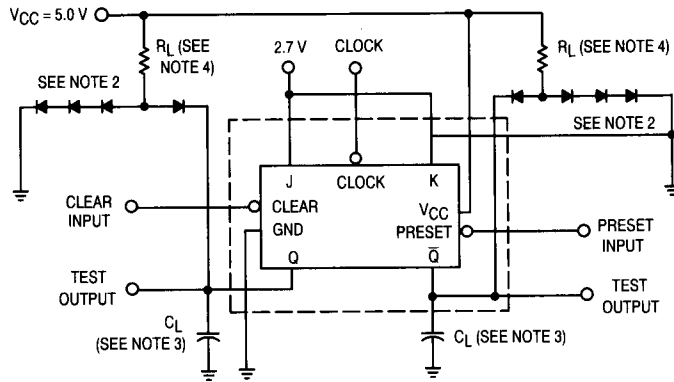 VCC = 5.0 V
RL (SEE
NOTE 4)
2.7 V
CLOCK
RL (SEE NOTE 4)
SEE NOTE 2
SEE NOTE 2
J
CLOCK
K
CLEAR
INPUT
CLEAR
GND
VCC
PRESET
PRESET
INPUT
Q
Q̅
TEST
OUTPUT
TEST
OUTPUT
CL
(SEE NOTE 3)
CL (SEE NOTE 3)